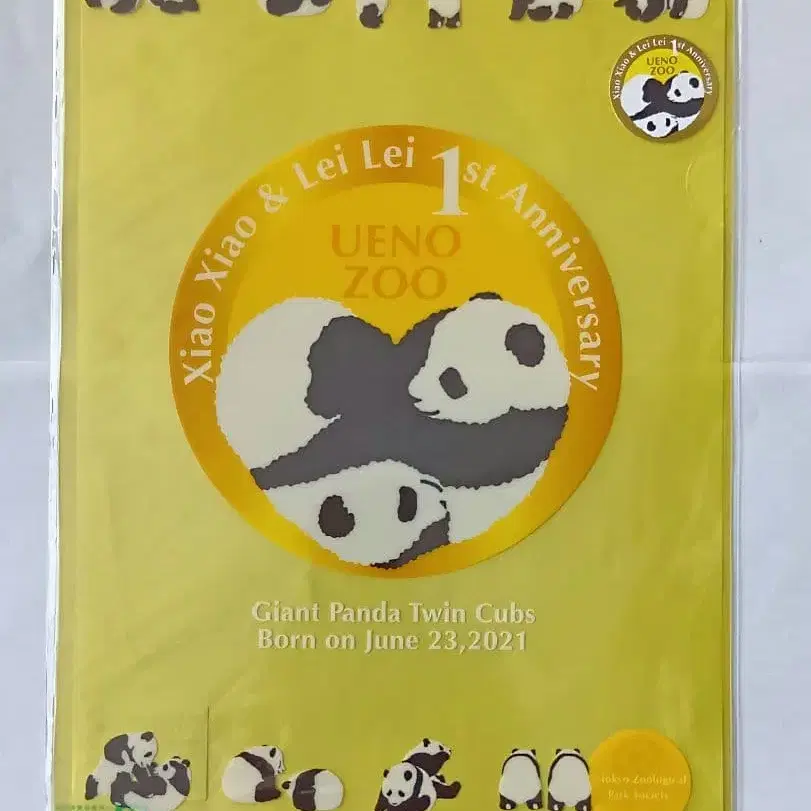 Xiao Xiao & Lei Lei 1st Anniversary
UENO
ZOO
Xiao Xiao & Lei Lei 1st Anniversary
UENO
ZOO
Giant Panda Twin Cubs
Born on June 23,2021
Tokyo Zoological
Park Society